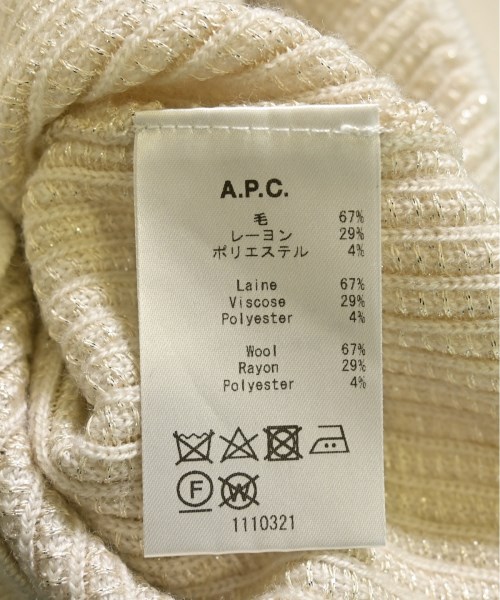 A.P.C.
毛 67%
レーヨン 29%
ポリエステル 4%
Laine 67%
Viscose 29%
Polyester 4%
Wool 67%
Rayon 29%
Polyester 4%
F W
1110321